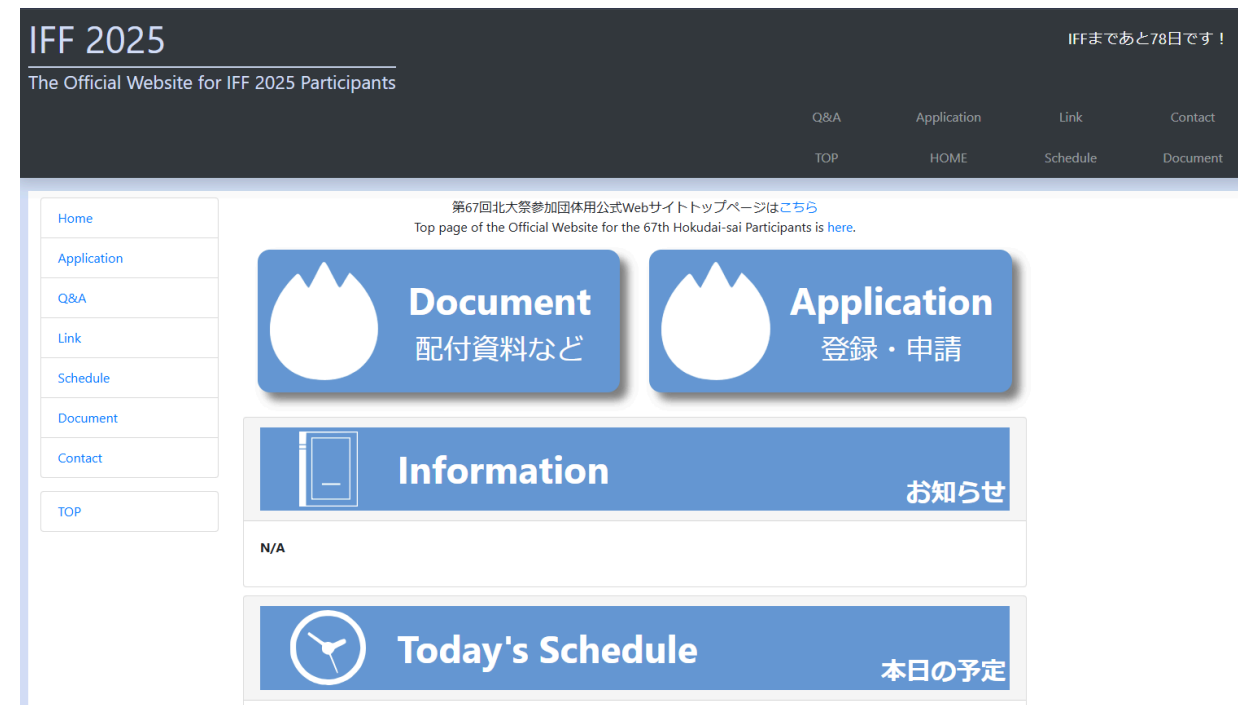 IFF 2025
The Official Website for IFF 2025 Participants
IFFまであと78日です！
Q&A Application Link Contact
TOP HOME Schedule Document
Home
Application
Q&A
Link
Schedule
Document
Contact
TOP
第67回北大祭参加団体用公式Webサイトトップページはこちら
Top page of the Official Website for the 67th Hokudai-sai Participants is here.
Document
配付資料など
Application
登録・申請
Information
お知らせ
N/A
Today's Schedule
本日の予定